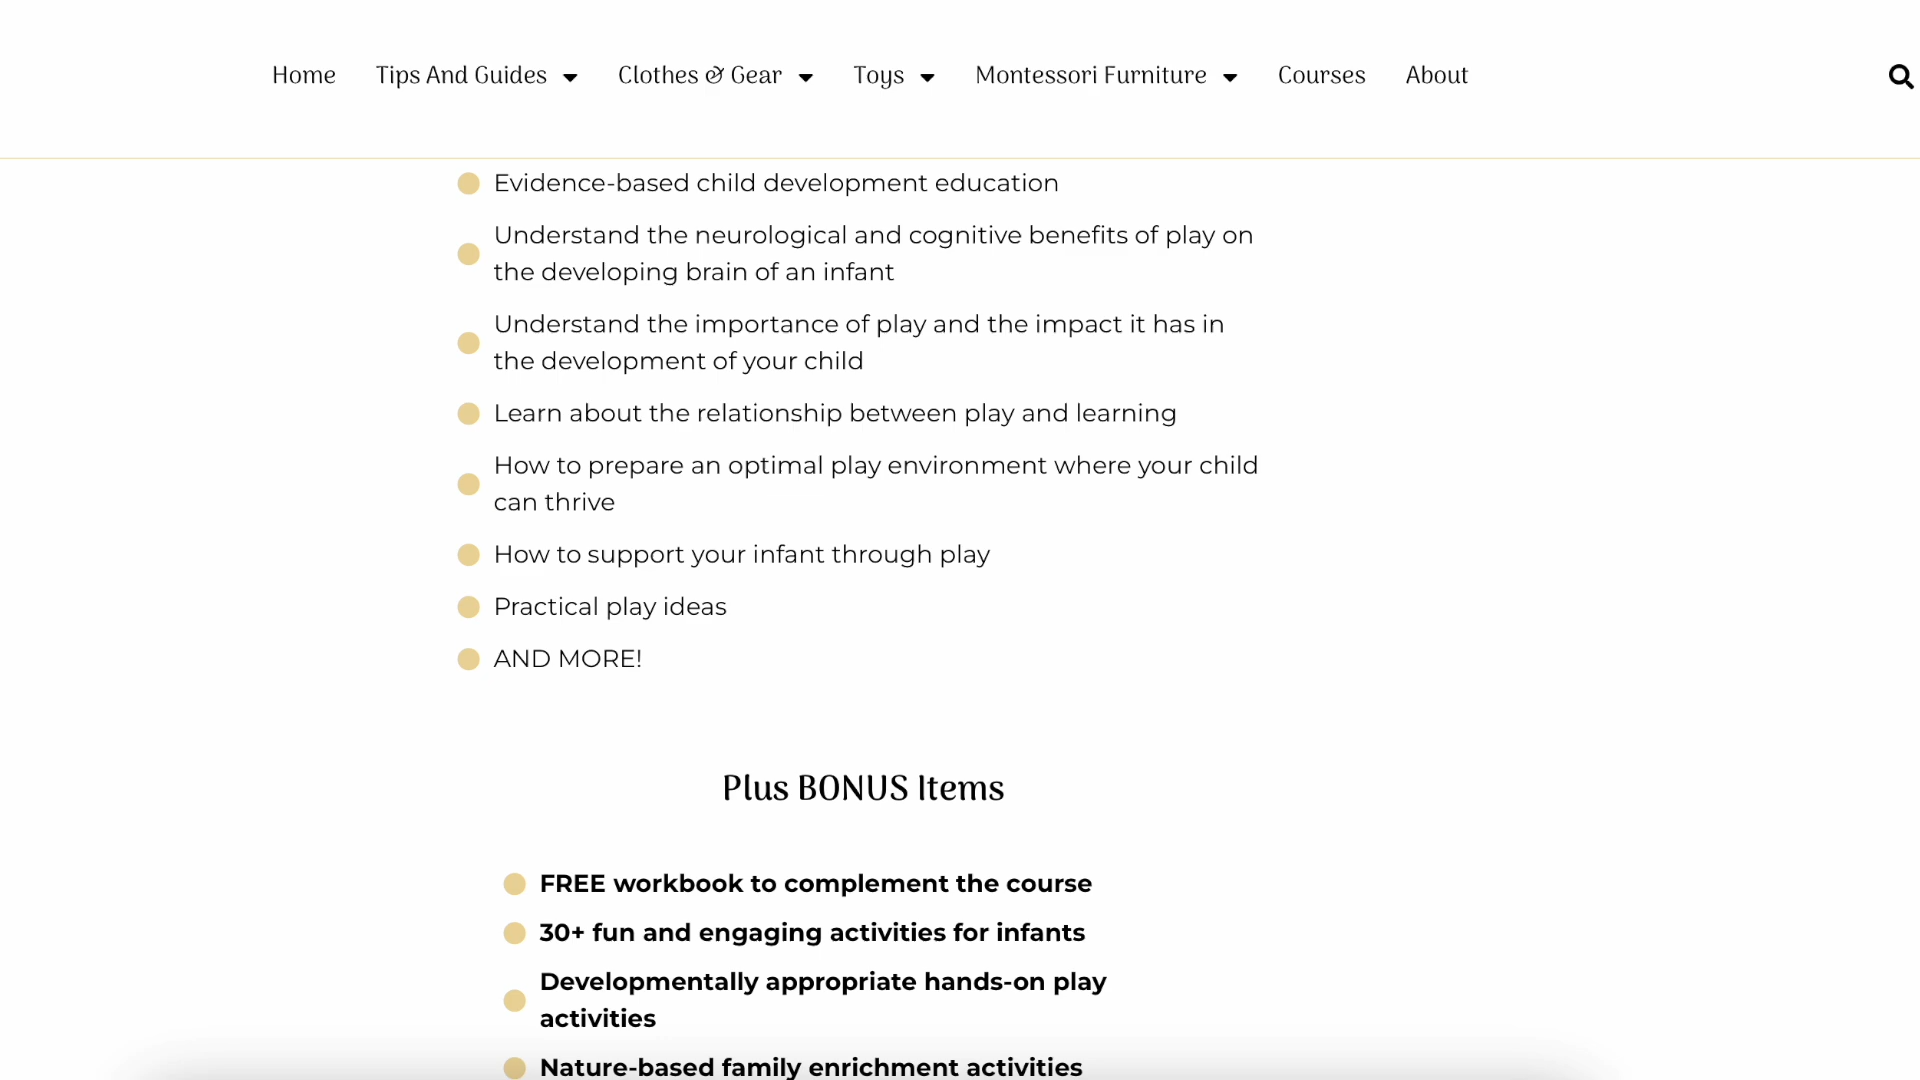 Home Tips And Guides Clothes & Gear Toys Montessori Furniture Courses About
Evidence-based child development education
Understand the neurological and cognitive benefits of play on
the developing brain of an infant
Understand the importance of play and the impact it has in
the development of your child
Learn about the relationship between play and learning
How to prepare an optimal play environment where your child
can thrive
How to support your infant through play
Practical play ideas
AND MORE!
Plus BONUS Items
FREE workbook to complement the course
30+ fun and engaging activities for infants
Developmentally appropriate hands-on play
activities
Nature-based family enrichment activities